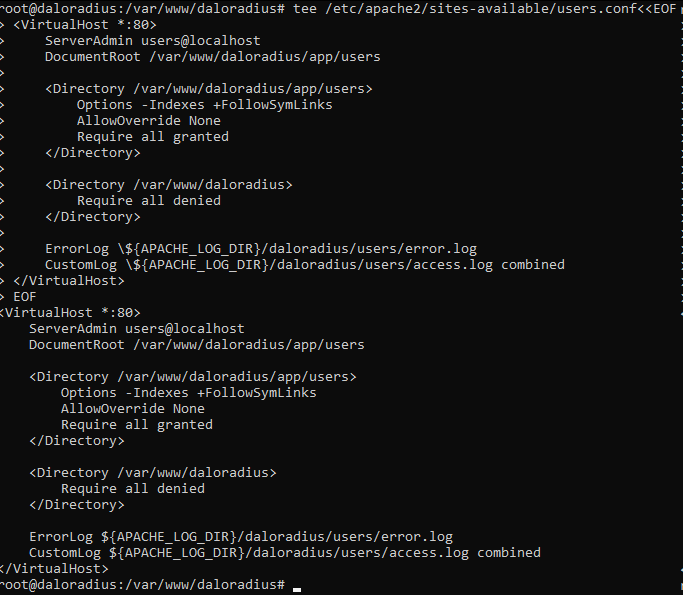 root@daloradius:/var/www/daloradius# tee /etc/apache2/sites-available/users.conf<<EOF
> <VirtualHost *:80>
>     ServerAdmin users@localhost
>     DocumentRoot /var/www/daloradius/app/users
>
>     <Directory /var/www/daloradius/app/users>
>         Options -Indexes +FollowSymLinks
>         AllowOverride None
>         Require all granted
>     </Directory>
>
>     <Directory /var/www/daloradius>
>         Require all denied
>     </Directory>
>
>     ErrorLog \${APACHE_LOG_DIR}/daloradius/users/error.log
>     CustomLog \${APACHE_LOG_DIR}/daloradius/users/access.log combined
> </VirtualHost>
> EOF
<VirtualHost *:80>
    ServerAdmin users@localhost
    DocumentRoot /var/www/daloradius/app/users

    <Directory /var/www/daloradius/app/users>
        Options -Indexes +FollowSymLinks
        AllowOverride None
        Require all granted
    </Directory>

    <Directory /var/www/daloradius>
        Require all denied
    </Directory>

    ErrorLog ${APACHE_LOG_DIR}/daloradius/users/error.log
    CustomLog ${APACHE_LOG_DIR}/daloradius/users/access.log combined
</VirtualHost>
root@daloradius:/var/www/daloradius#